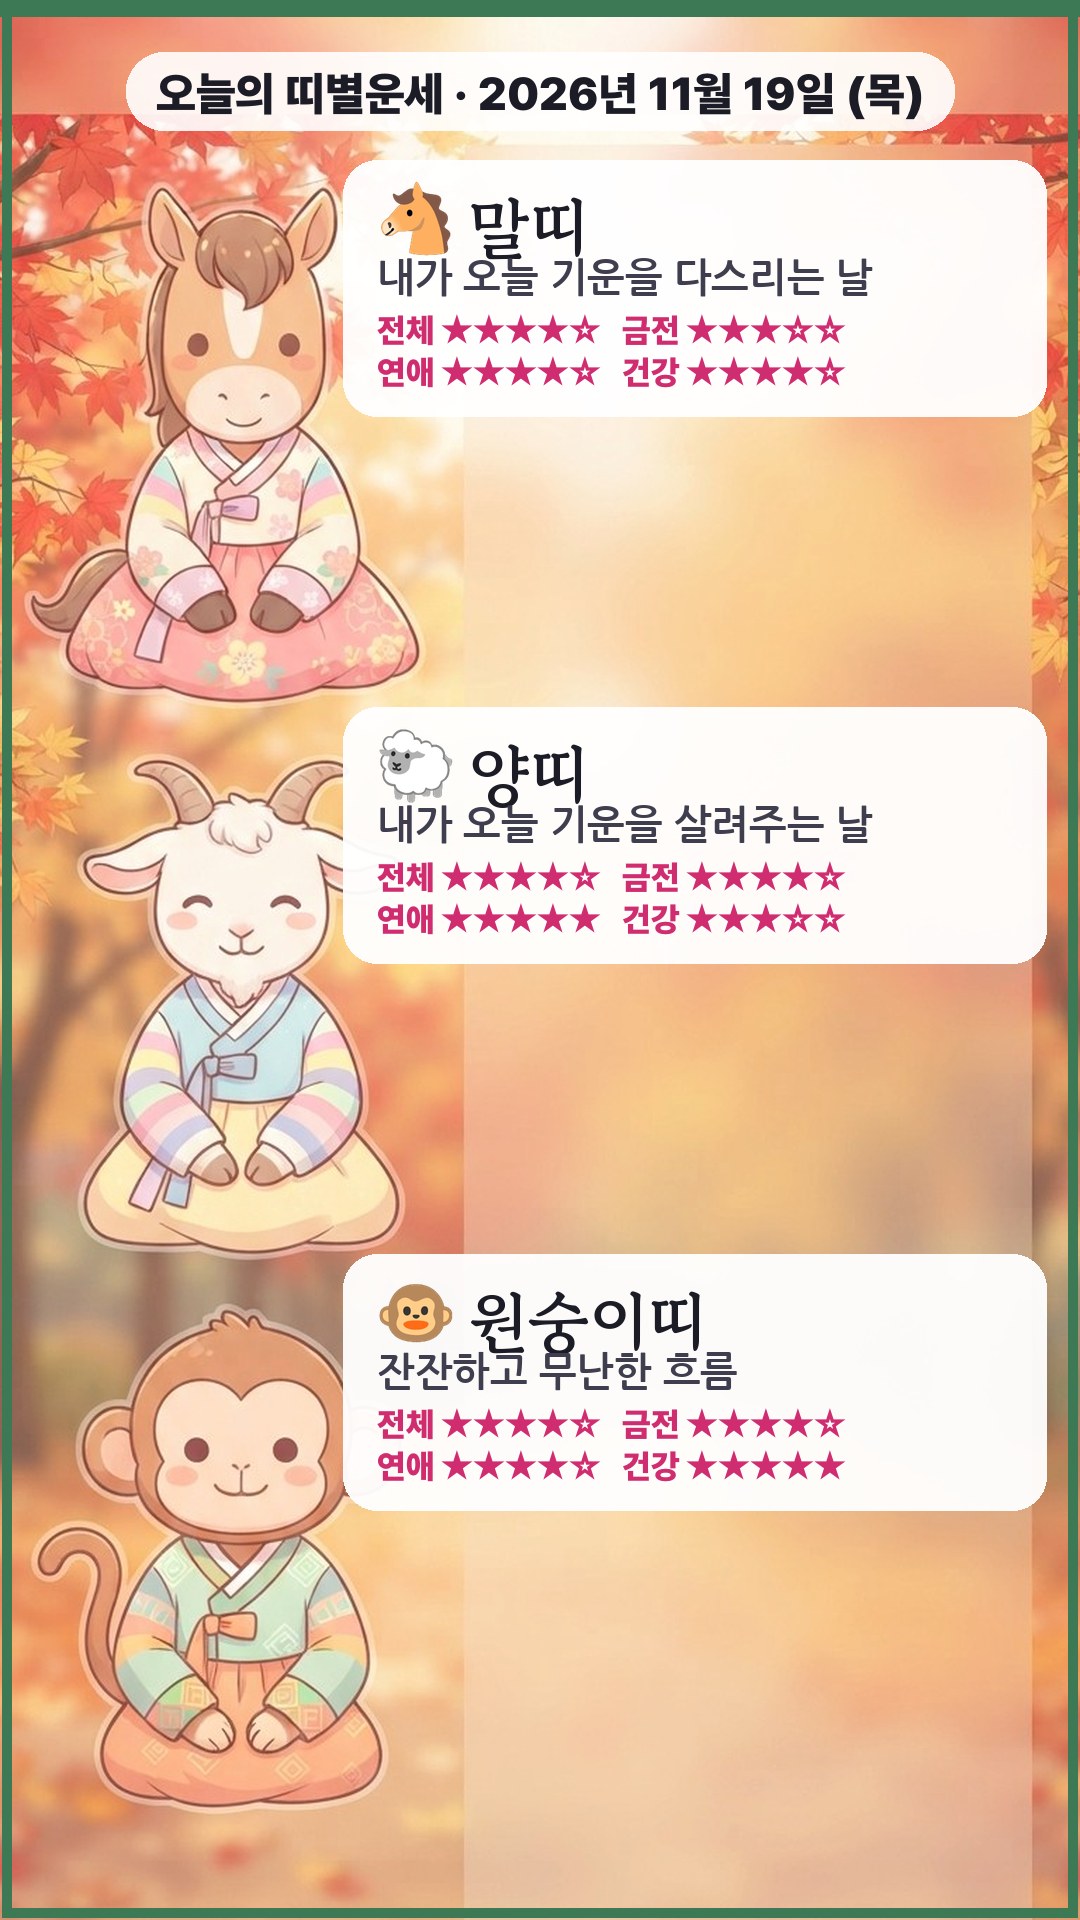 오늘의 띠별운세 · 2026년 11월 19일 (목)
말띠
내가 오늘 기운을 다스리는 날
전체 ★★★★☆ 금전 ★★★☆☆
연애 ★★★★☆ 건강 ★★★★☆
양띠
내가 오늘 기운을 살려주는 날
전체 ★★★★☆ 금전 ★★★★☆
연애 ★★★★★ 건강 ★★★☆☆
원숭이띠
잔잔하고 무난한 흐름
전체 ★★★★☆ 금전 ★★★★☆
연애 ★★★★☆ 건강 ★★★★★